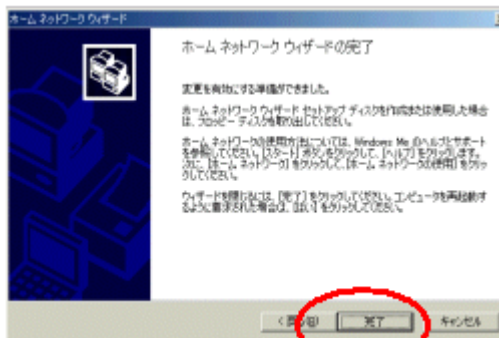 ホーム ネットワーク ウィザード
ホーム ネットワーク ウィザードの完了
変更を有効にする準備ができました。
ホーム ネットワーク ウィザード セットアップ ディスクを作成または使用した場合
は、フロッピー ディスクを取り出してください。
ホーム ネットワークの使用方法については、Windows Me のヘルプとサポート
を参照してください。[スタート] ボタンをクリックして、[ヘルプ] をクリックします。
次に、[ホーム ネットワーク] をクリックして、[ホーム ネットワークの使用] をクリッ
クしてください。
ウィザードを閉じるには、[完了] をクリックしてください。コンピュータを再起動す
るように要求された場合は、[はい] をクリックしてください。
< 戻る(B) 完了 キャンセル